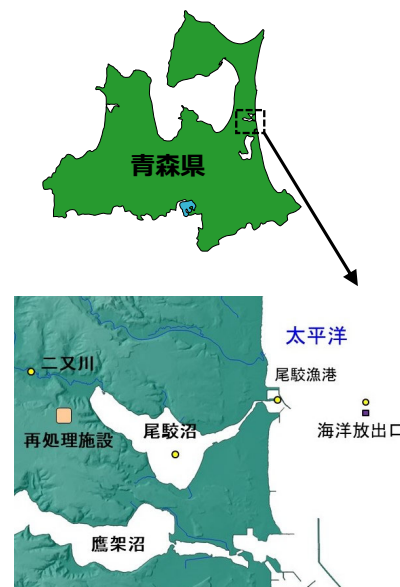 青森県
太平洋
二又川
尾駮漁港
尾駮沼
海洋放出口
再処理施設
鷹架沼